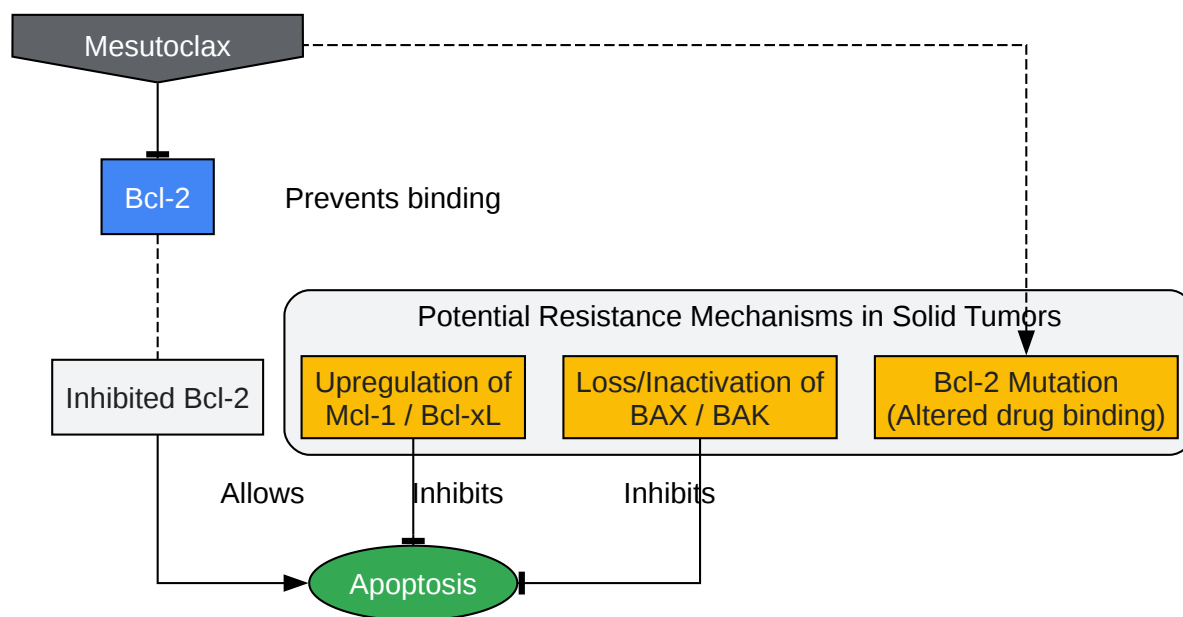 Mesutoclax
Bcl-2
Prevents binding
Potential Resistance Mechanisms in Solid Tumors
Inhibited Bcl-2
Upregulation of
Mcl-1 / Bcl-xL
Loss/Inactivation of
BAX / BAK
Bcl-2 Mutation
(Altered drug binding)
Allows
Inhibits
Inhibits
Apoptosis